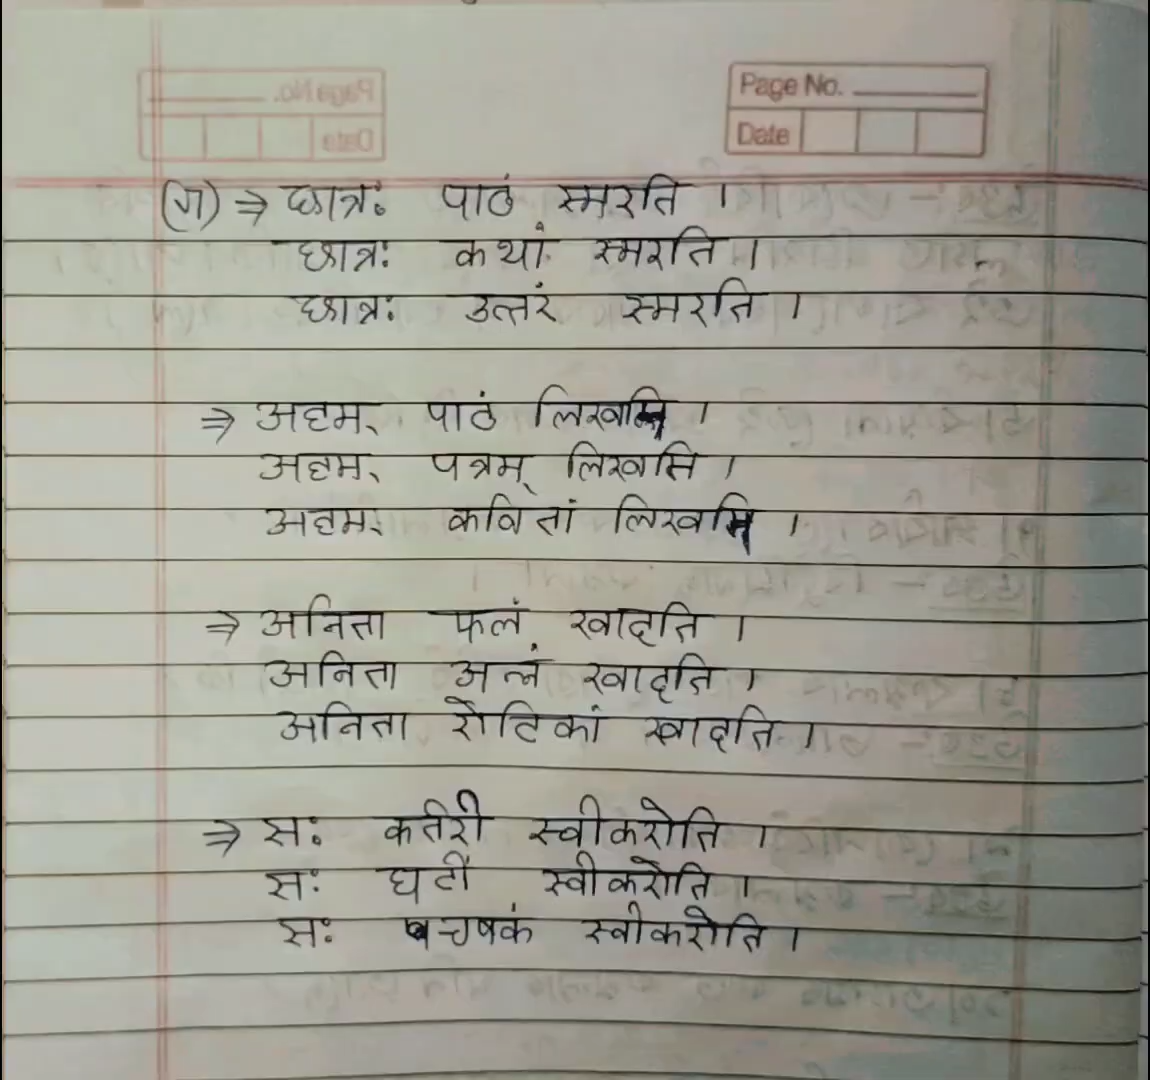 Page No.
Date
(ग) ⇒ छात्रः पाठं स्मरति ।
छात्रः कथां स्मरति ।
छात्रः उत्तरं स्मरति ।
⇒ अहम् पाठं लिखामि ।
अहम् पत्रम् लिखामि ।
अहम् कवितां लिखामि ।
⇒ अनिता फलं खादति ।
अनिता अन्नं खादति ।
अनिता रोटिकां खादति ।
⇒ सः कर्तरी स्वीकरोति ।
सः घटीं स्वीकरोति ।
सः चषकं स्वीकरोति ।